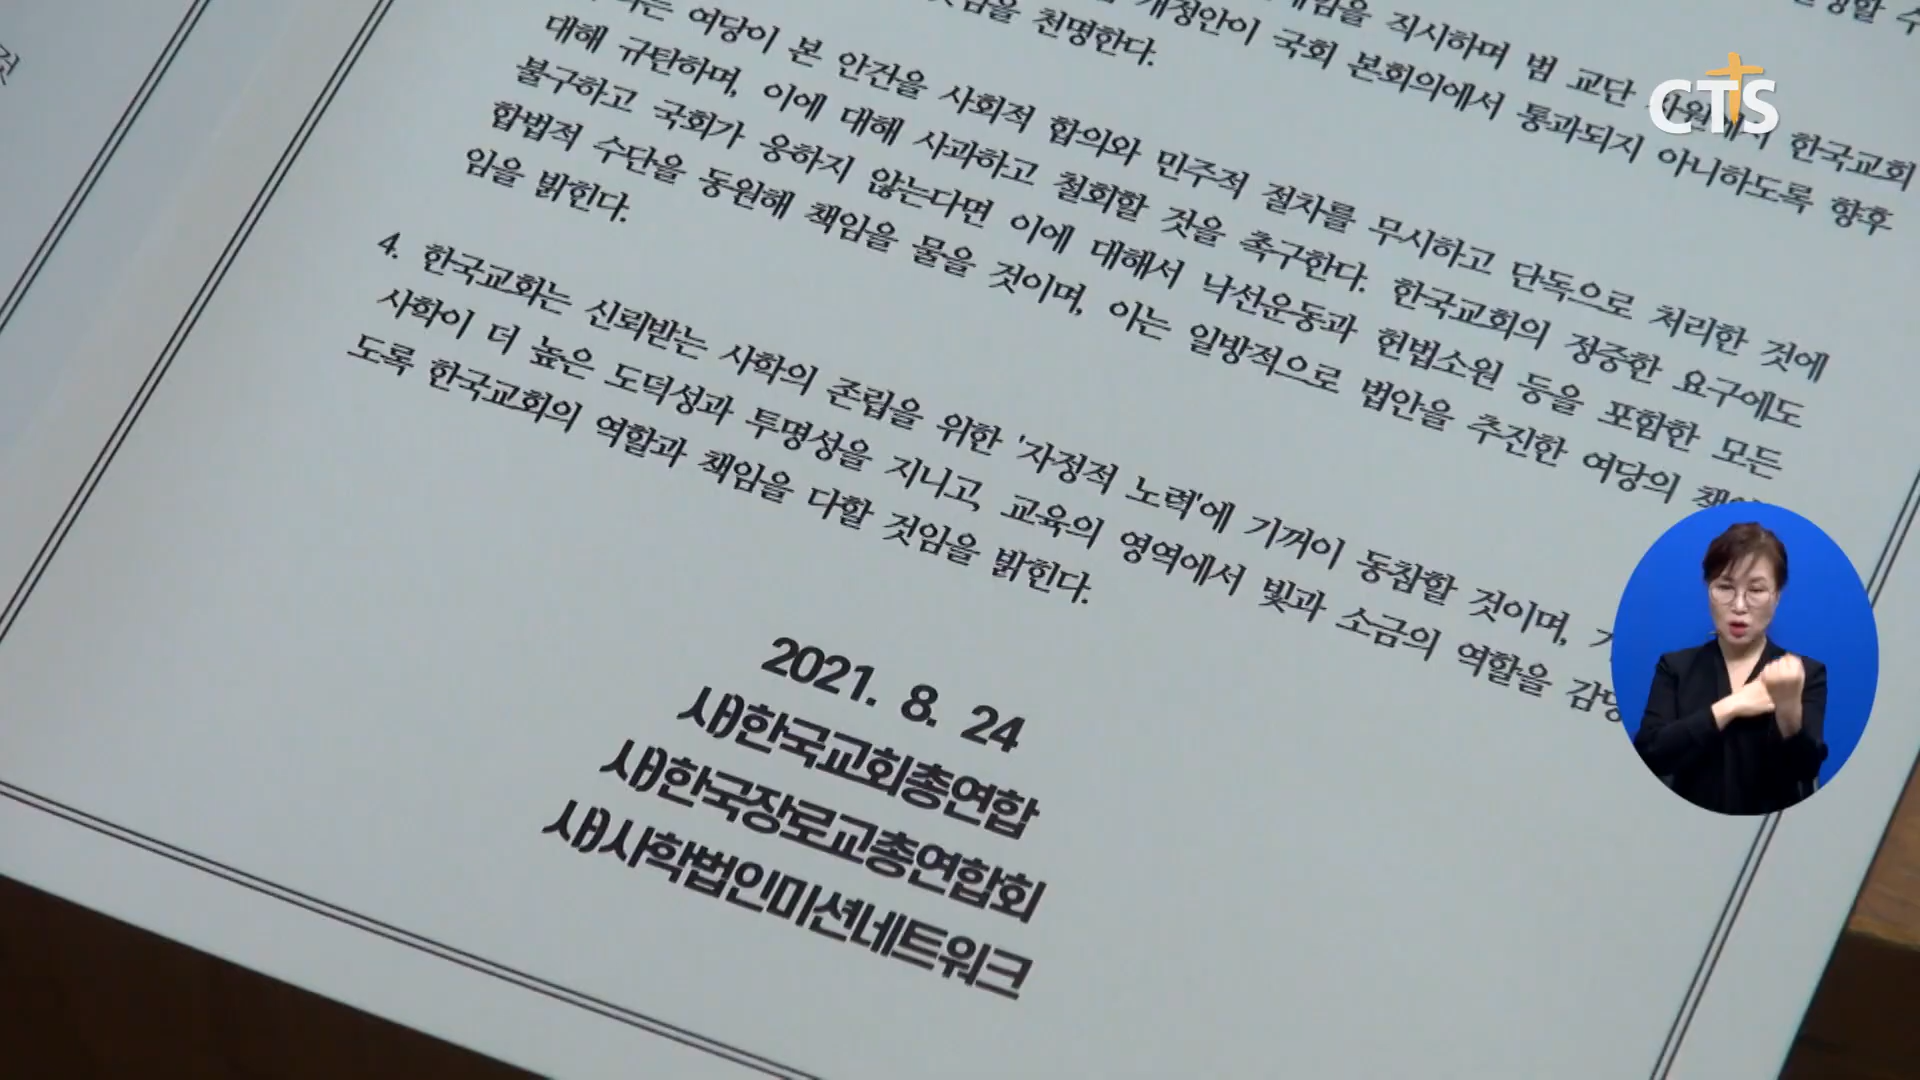 직시하며 범 교단 한국교회
개정안이 국회 본회의에서 통과되지 아니하도록 향후
천명한다.
여당이 본 안건을 사회적 합의와 민주적 절차를 무시하고 단독으로 처리한 것에
대해 규탄하며, 이에 대해 사과하고 철회할 것을 촉구한다. 한국교회의 정중한 요구에도
불구하고 국회가 응하지 않는다면 이에 대해서 낙선운동과 헌법소원 등을 포함한 모든
합법적 수단을 동원해 책임을 물을 것이며, 이는 일방적으로 법안을 추진한 여당의
임을 밝힌다.
4. 한국교회는 신뢰받는 사학의 존립을 위한 '자정적 노력'에 기꺼이 동참할 것이며,
사학이 더 높은 도덕성과 투명성을 지니고, 교육의 영역에서 빛과 소금의 역할을
도록 한국교회의 역할과 책임을 다할 것임을 밝힌다.
2021. 8. 24
사)한국교회총연합
사)한국장로교총연합회
사)사학법인미션네트워크
CTS